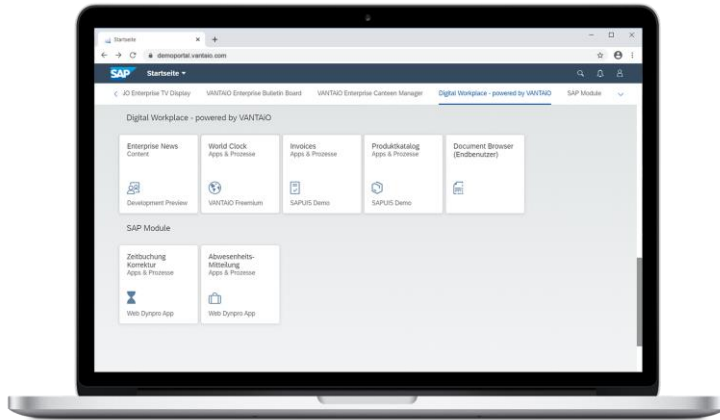 Startseite
demoportal.vantaio.com
SAP Startseite
JO Enterprise TV Display VANTAiO Enterprise Bulletin Board VANTAiO Enterprise Canteen Manager Digital Workplace - powered by VANTAiO SAP Module
Digital Workplace - powered by VANTAiO
Enterprise News
Content
Development Preview
World Clock
Apps & Prozesse
VANTAiO Freemium
Invoices
Apps & Prozesse
SAPUI5 Demo
Produktkatalog
Apps & Prozesse
SAPUI5 Demo
Document Browser
(Endbenutzer)
SAP Module
Zeitbuchung
Korrektur
Apps & Prozesse
Web Dynpro App
Abwesenheits-
Mitteilung
Apps & Prozesse
Web Dynpro App